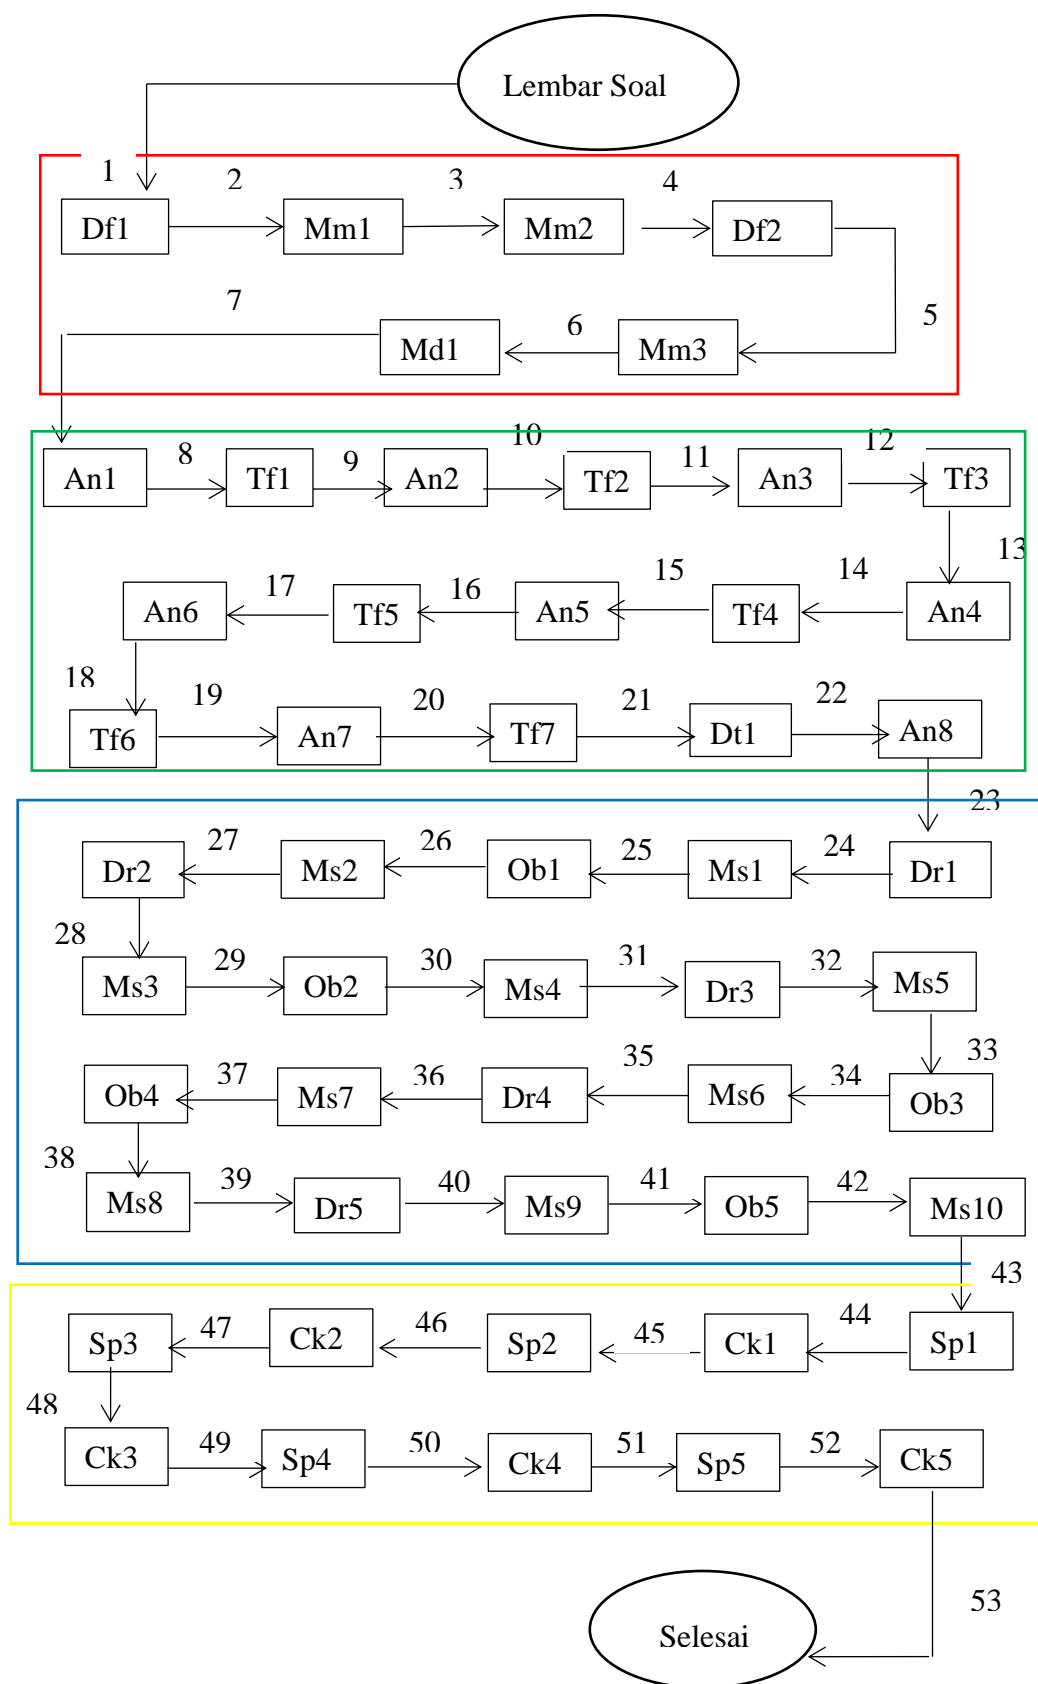 Lembar Soal
1 2 3 4
Df1 Mm1 Mm2 Df2
7 6 5
Md1 Mm3
8 9 10 11 12
An1 Tf1 An2 Tf2 An3 Tf3
17 16 15 14 13
An6 Tf5 An5 Tf4 An4
18 19 20 21 22
Tf6 An7 Tf7 Dt1 An8
23
27 26 25 24
Dr2 Ms2 Ob1 Ms1 Dr1
28 29 30 31 32
Ms3 Ob2 Ms4 Dr3 Ms5
37 36 35 34 33
Ob4 Ms7 Dr4 Ms6 Ob3
38 39 40 41 42
Ms8 Dr5 Ms9 Ob5 Ms10
43
47 46 45 44
Sp3 Ck2 Sp2 Ck1 Sp1
48 49 50 51 52
Ck3 Sp4 Ck4 Sp5 Ck5
53
Selesai